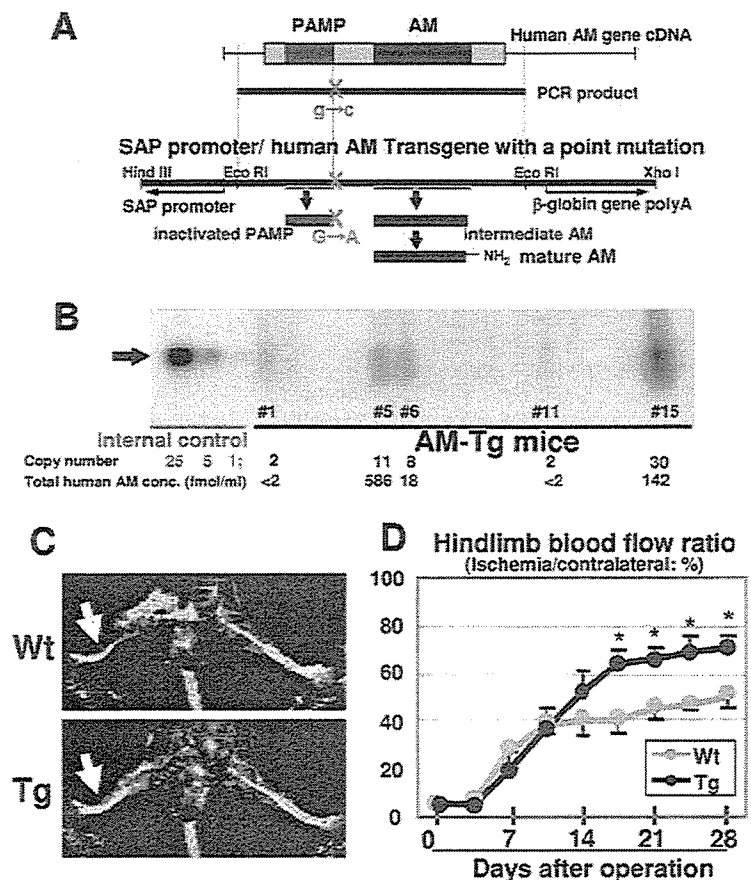 A
PAMP AM
Human AM gene cDNA
PCR product
g→c
SAP promoter/ human AM Transgene with a point mutation
Hind III Eco RI Eco RI Xho I
SAP promoter β-globin gene polyA
inactivated PAMP G→A intermediate AM
NH2 mature AM
B
#1 #5 #6 #11 #15
Internal control AM-Tg mice
Copy number 25 5 1; 2 11 8 2 30
Total human AM conc. (fmol/ml) <2 586 18 <2 142
C
Wt
Tg
D
Hindlimb blood flow ratio
(Ischemia/contralateral: %)
100
80
60
40
20
0
* * * *
Wt
Tg
0 7 14 21 28
Days after operation